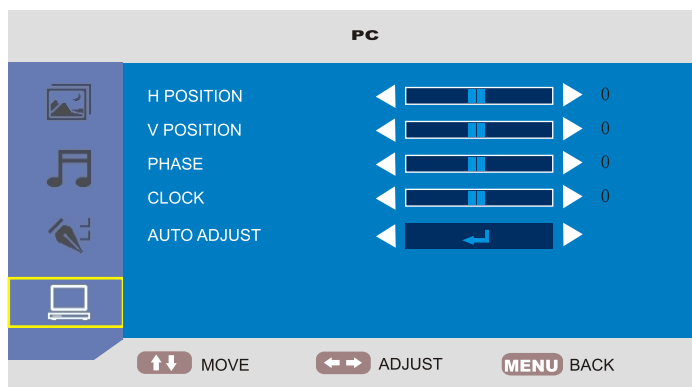 PC
H POSITION 0
V POSITION 0
PHASE 0
CLOCK 0
AUTO ADJUST
MOVE ADJUST MENU BACK